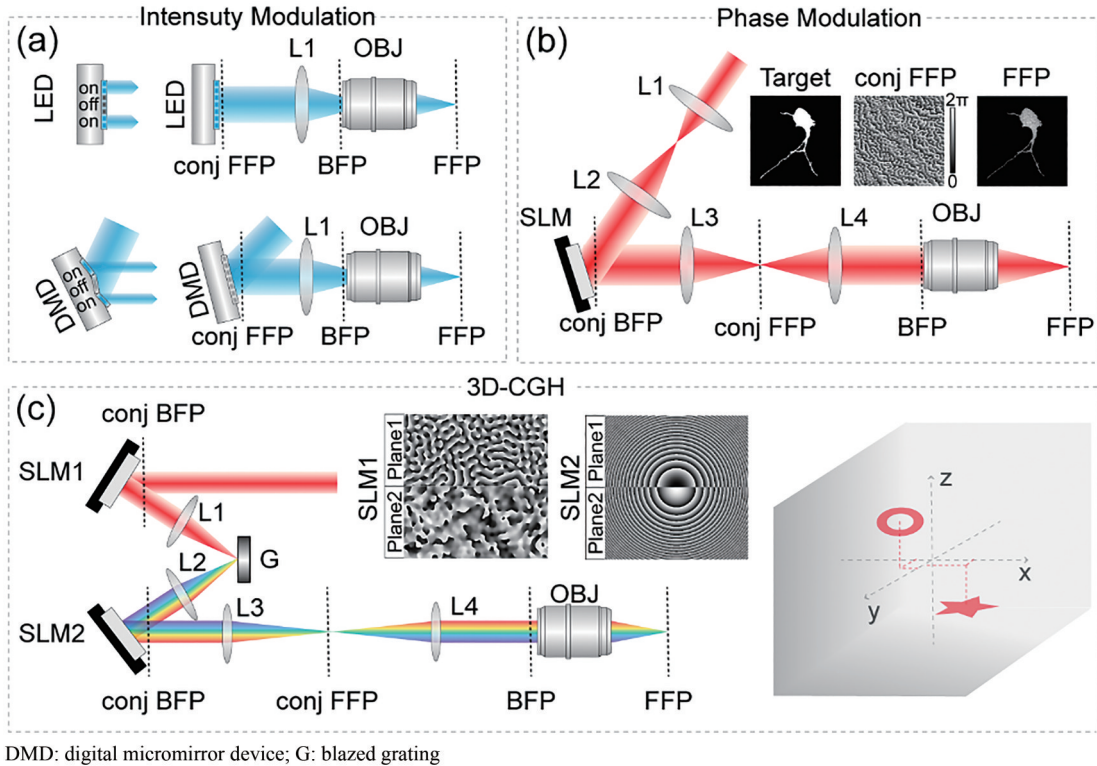 Intensuty Modulation
(a)
LED
on
off
on
LED
L1
OBJ
conj FFP
BFP
FFP
DMD
on
off
on
DMD
L1
OBJ
conj FFP
BFP
FFP
Phase Modulation
(b)
L1
L2
SLM
L3
L4
OBJ
conj BFP
conj FFP
BFP
FFP
Target
conj FFP
FFP
2π
0
3D-CGH
(c)
conj BFP
SLM1
L1
G
L2
SLM2
L3
L4
OBJ
conj BFP
conj FFP
BFP
FFP
SLM1
Plane1
Plane2
SLM2
Plane1
Plane2
z
x
y
DMD: digital micromirror device; G: blazed grating